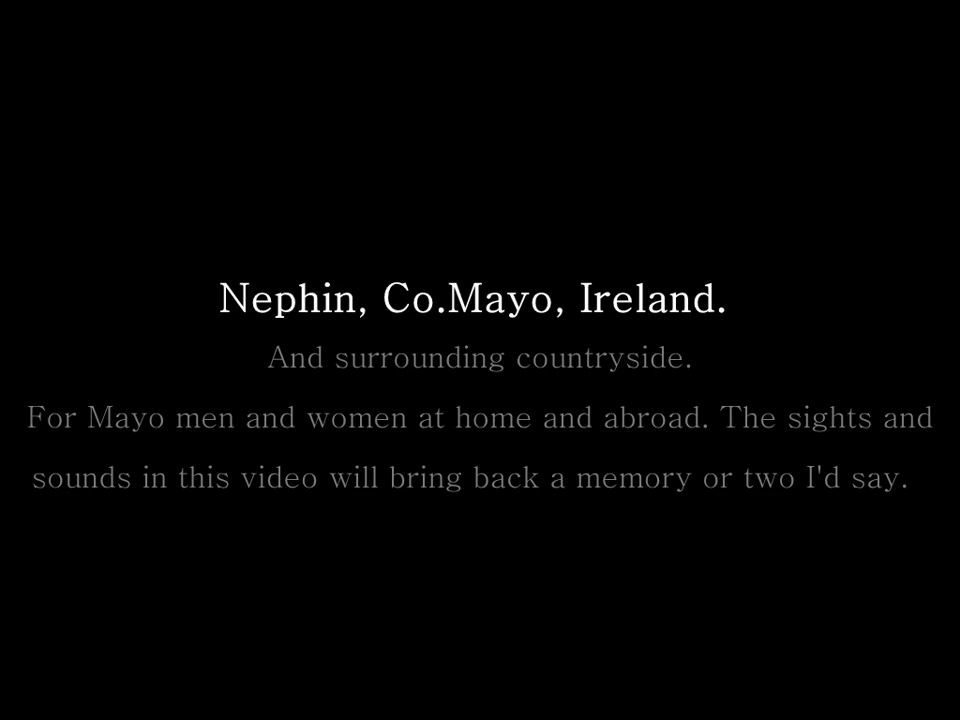 Nephin, Co.Mayo, Ireland.
And surrounding countryside.
For Mayo men and women at home and abroad. The sights and
sounds in this video will bring back a memory or two I'd say.